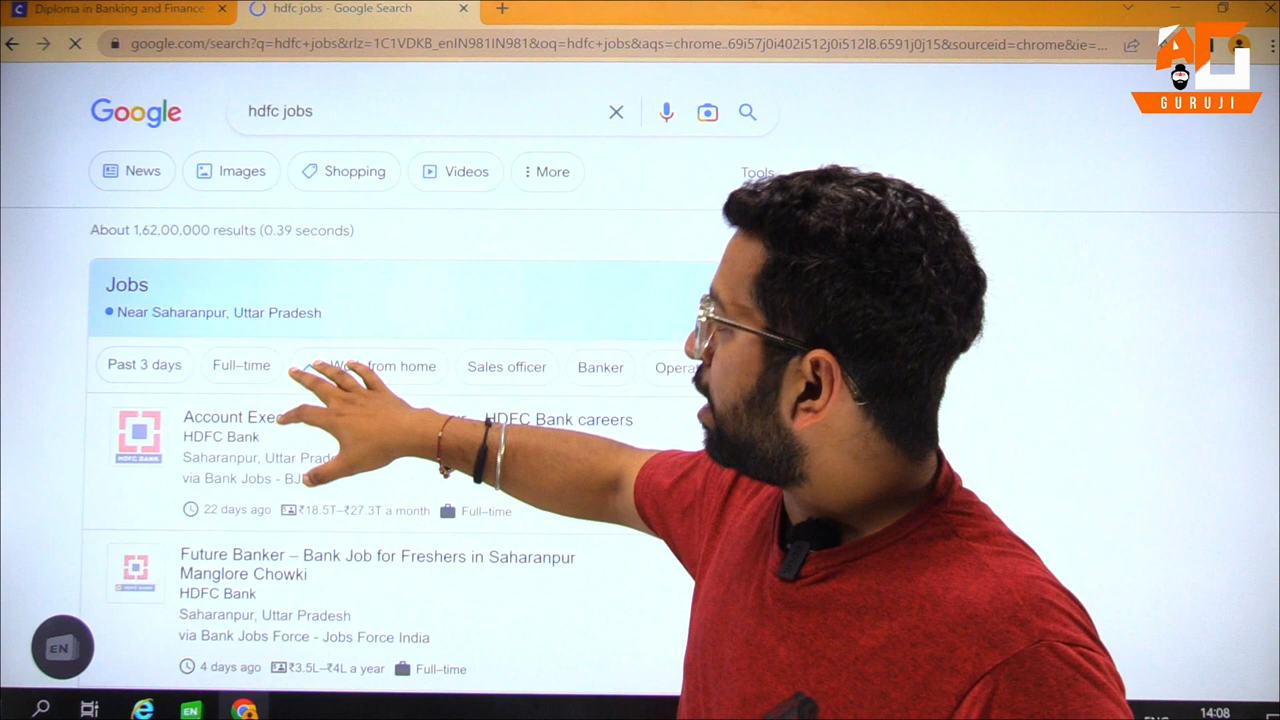 Diploma in Banking and Finance
hdfc jobs - Google Search
google.com/search?q=hdfc+jobs&rlz=1C1VDKB_enIN981IN981&oq=hdfc+jobs&aqs=chrome..69i57j0i402i512j0i512l8.6591j0j15&sourceid=chrome&ie=...
GURUJI
Google
hdfc jobs
News
Images
Shopping
Videos
More
Tools
About 1,62,00,000 results (0.39 seconds)
Jobs
Near Saharanpur, Uttar Pradesh
Past 3 days
Full-time
from home
Sales officer
Banker
Account
HDFC Bank careers
HDFC BANK
HDFC Bank
Saharanpur, Uttar
via Bank Jobs -
22 days ago
₹18.5T–₹27.3T a month
Full-time
Future Banker – Bank Job for Freshers in Saharanpur
Manglore Chowki
HDFC BANK
HDFC Bank
Saharanpur, Uttar Pradesh
via Bank Jobs Force - Jobs Force India
4 days ago
₹3.5L–₹4L a year
Full-time
EN
EN
14:08